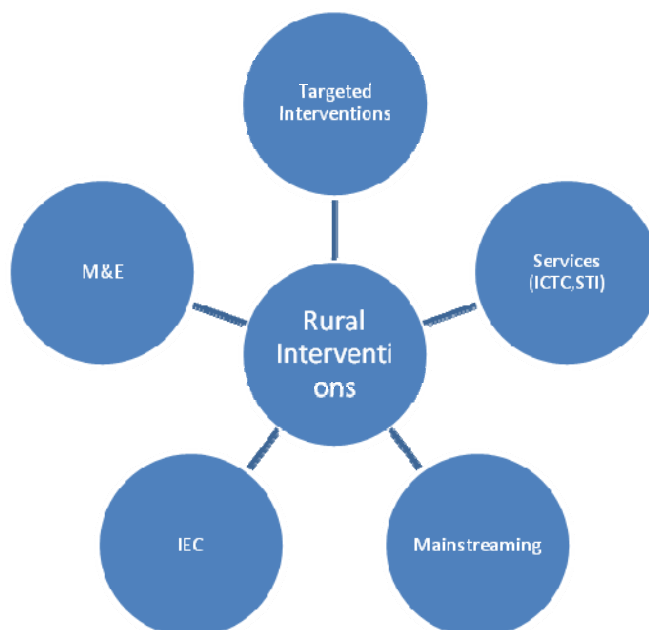 Targeted
Interventions
M&E
Services
(ICTC,STI)
Rural
Interventi
ons
IEC
Mainstreaming